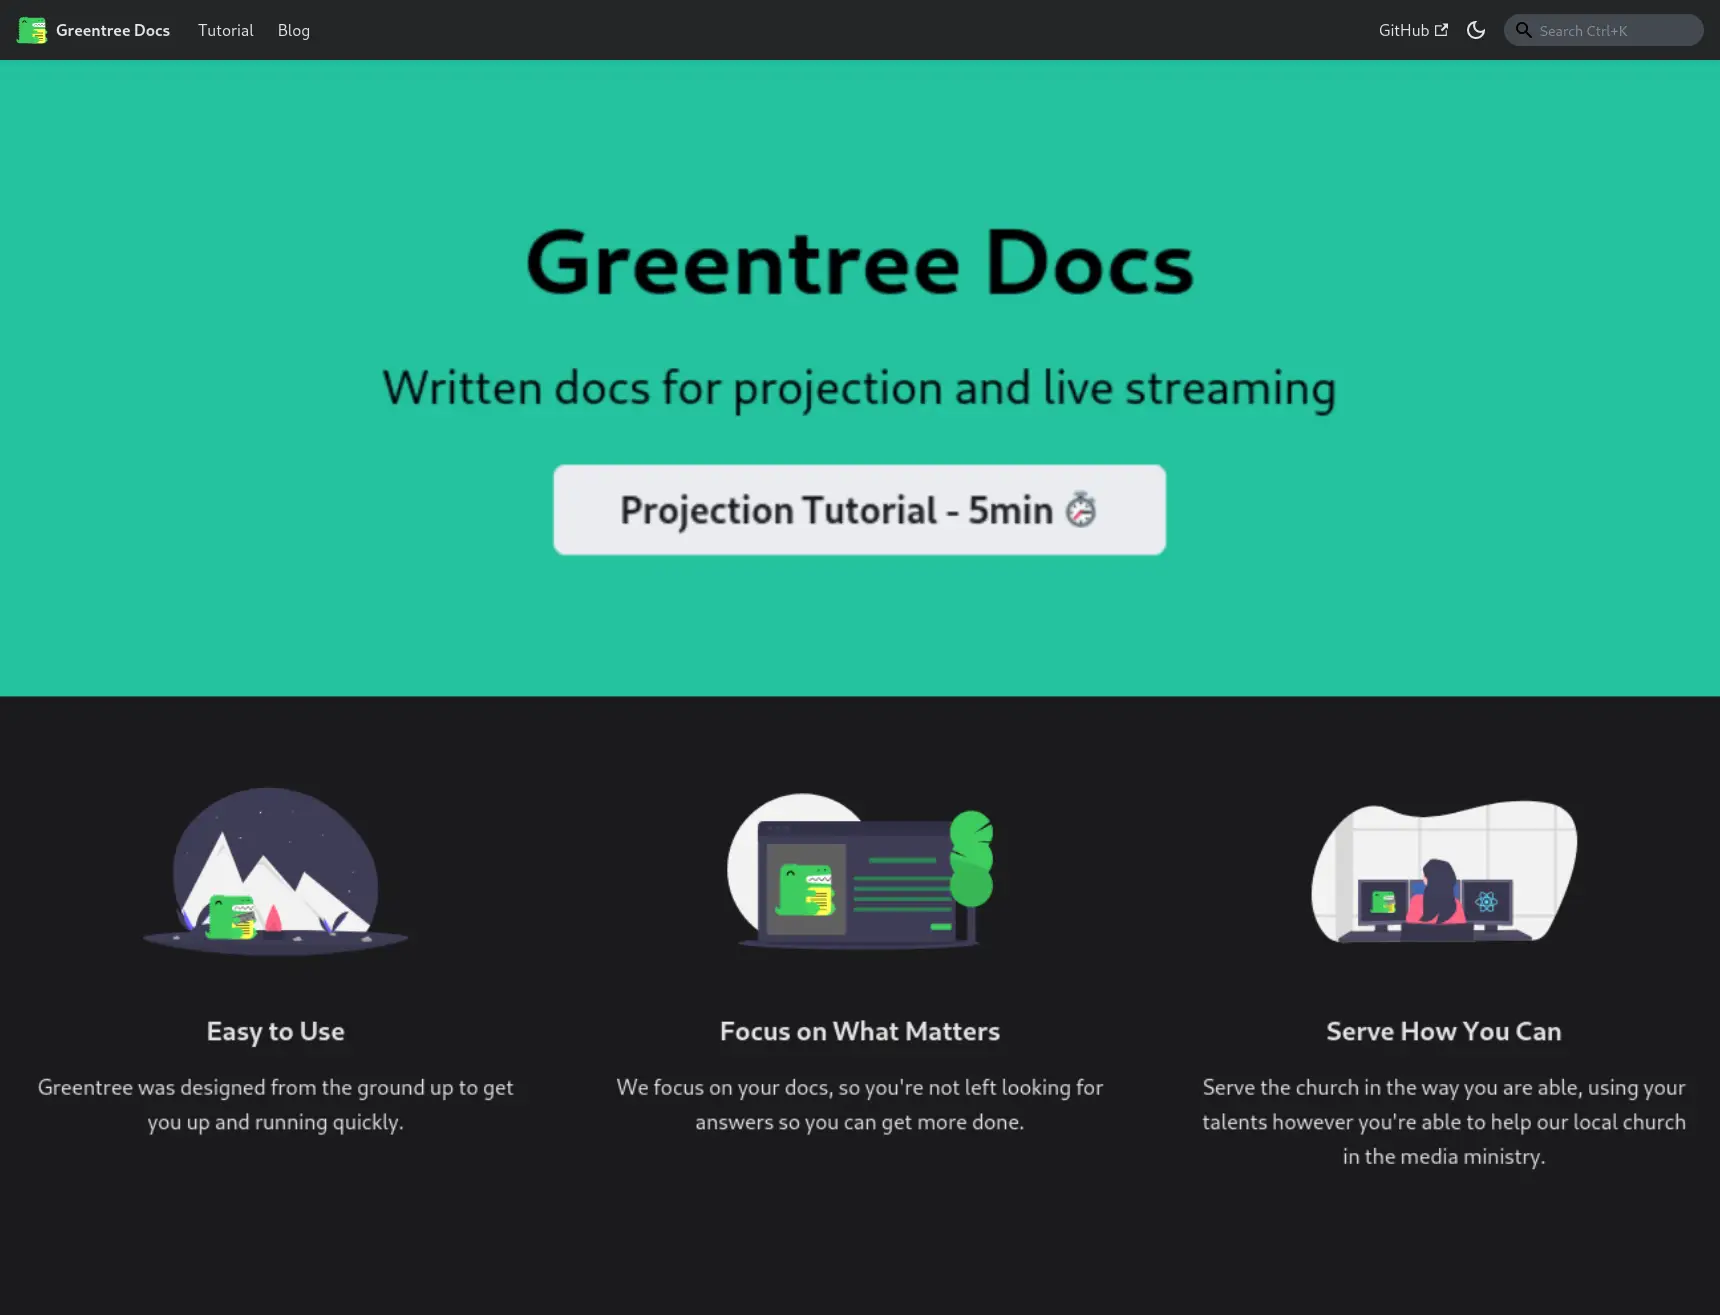 Greentree Docs Tutorial Blog GitHub Search Ctrl+K
Greentree Docs
Written docs for projection and live streaming
Projection Tutorial - 5min ⏱️
Easy to Use
Greentree was designed from the ground up to get
you up and running quickly.
Focus on What Matters
We focus on your docs, so you're not left looking for
answers so you can get more done.
Serve How You Can
Serve the church in the way you are able, using your
talents however you're able to help our local church
in the media ministry.